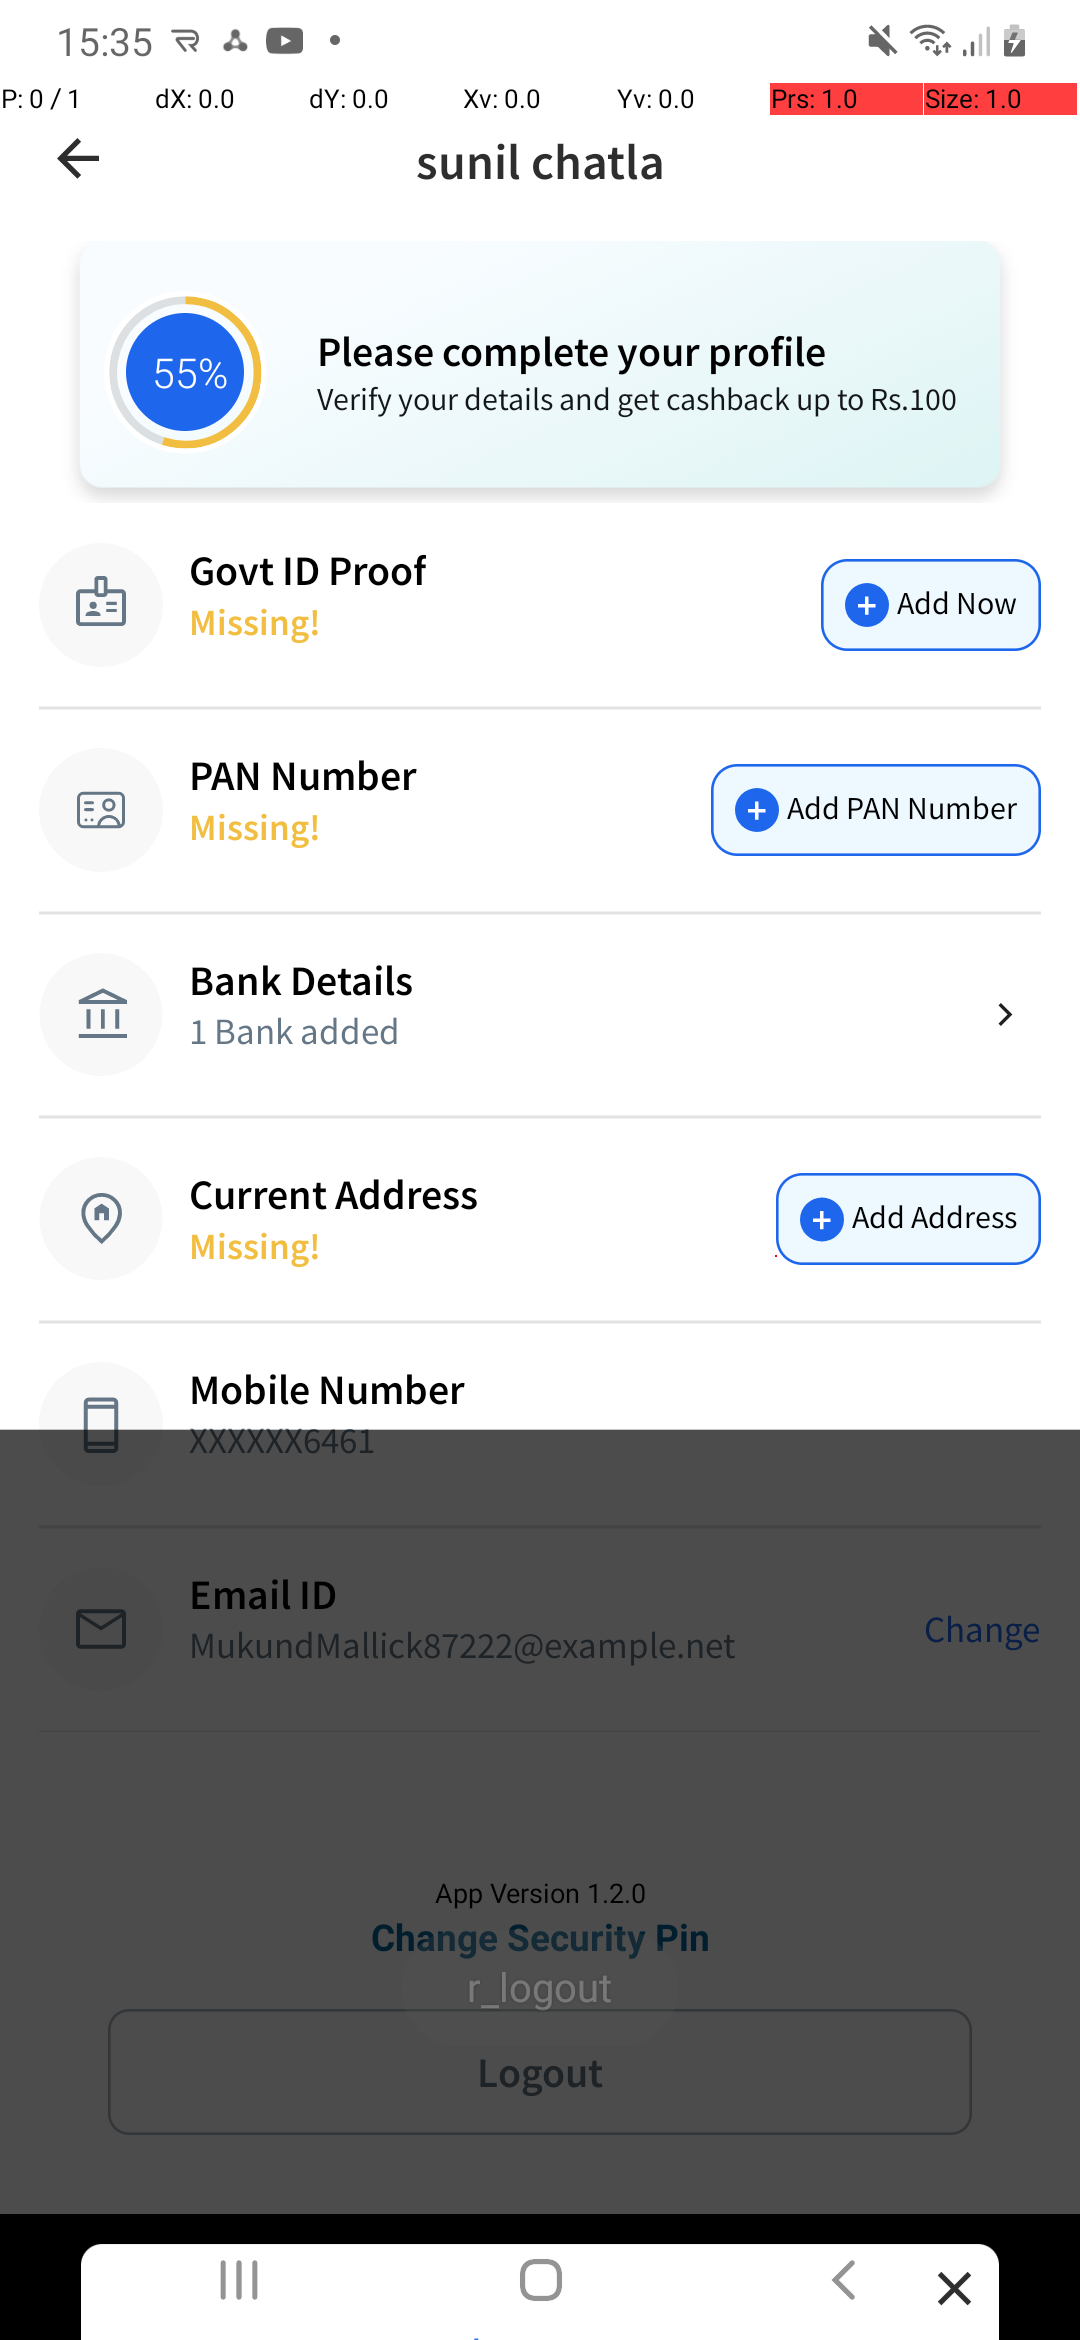 15:35
P: 0 / 1 dX: 0.0 dY: 0.0 Xv: 0.0 Yv: 0.0 Prs: 1.0 Size: 1.0
sunil chatla
55%
Please complete your profile
Verify your details and get cashback up to Rs.100
Govt ID Proof
Missing!
Add Now
PAN Number
Missing!
Add PAN Number
Bank Details
1 Bank added
Current Address
Missing!
Add Address
Mobile Number
XXXXXX6461
Email ID
MukundMallick87222@example.net
Change
App Version 1.2.0
Change Security Pin
r_logout
Logout